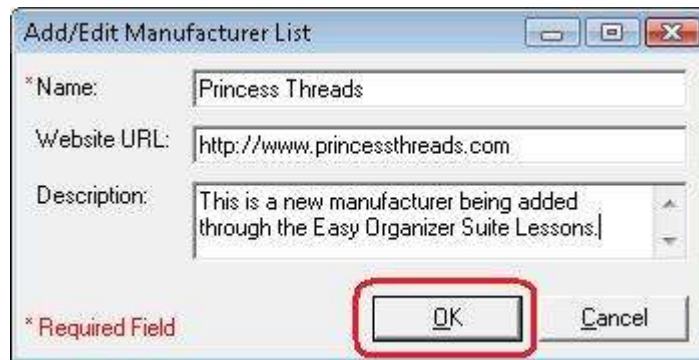 Add/Edit Manufacturer List
*Name: Princess Threads
Website URL: http://www.princessthreads.com
Description: This is a new manufacturer being added
through the Easy Organizer Suite Lessons.
* Required Field OK Cancel